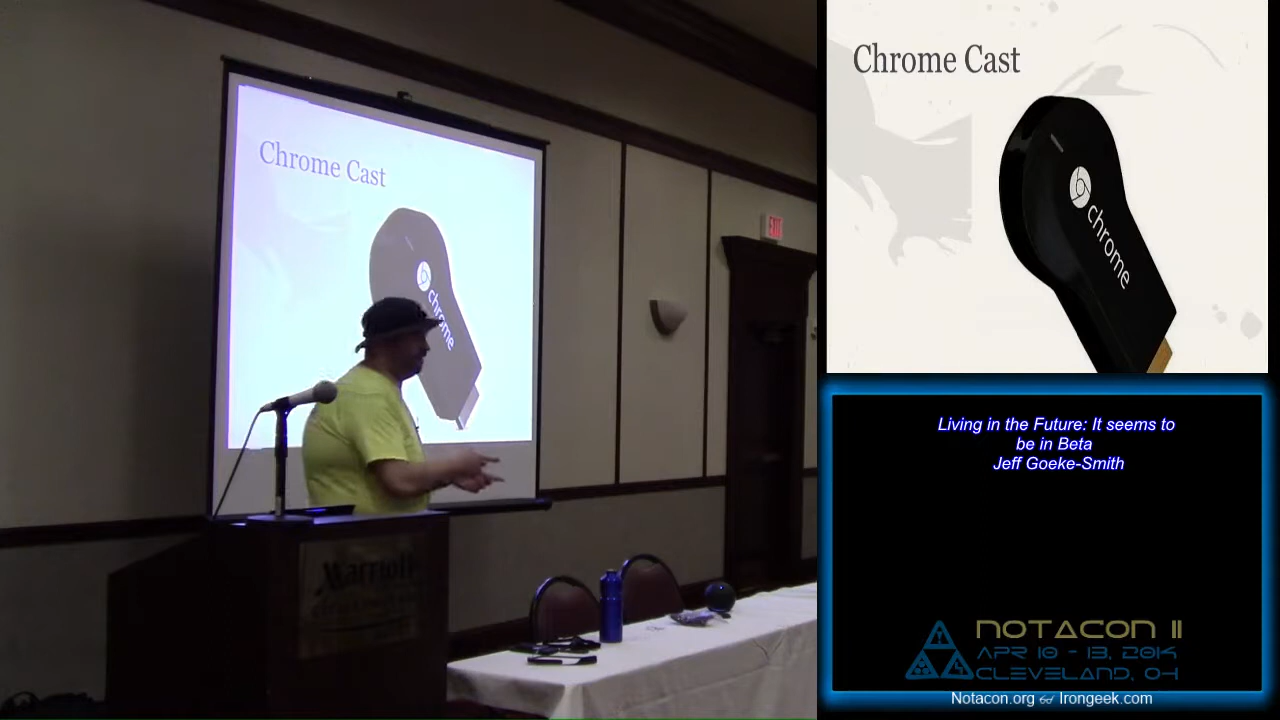 Chrome Cast
chrome
EXIT
Marriott
Chrome Cast
chrome
Living in the Future: It seems to
be in Beta
Jeff Goeke-Smith
NOTACON 11
APR 10 - 13, 2014
CLEVELAND, OH
Notacon.org Irongeek.com